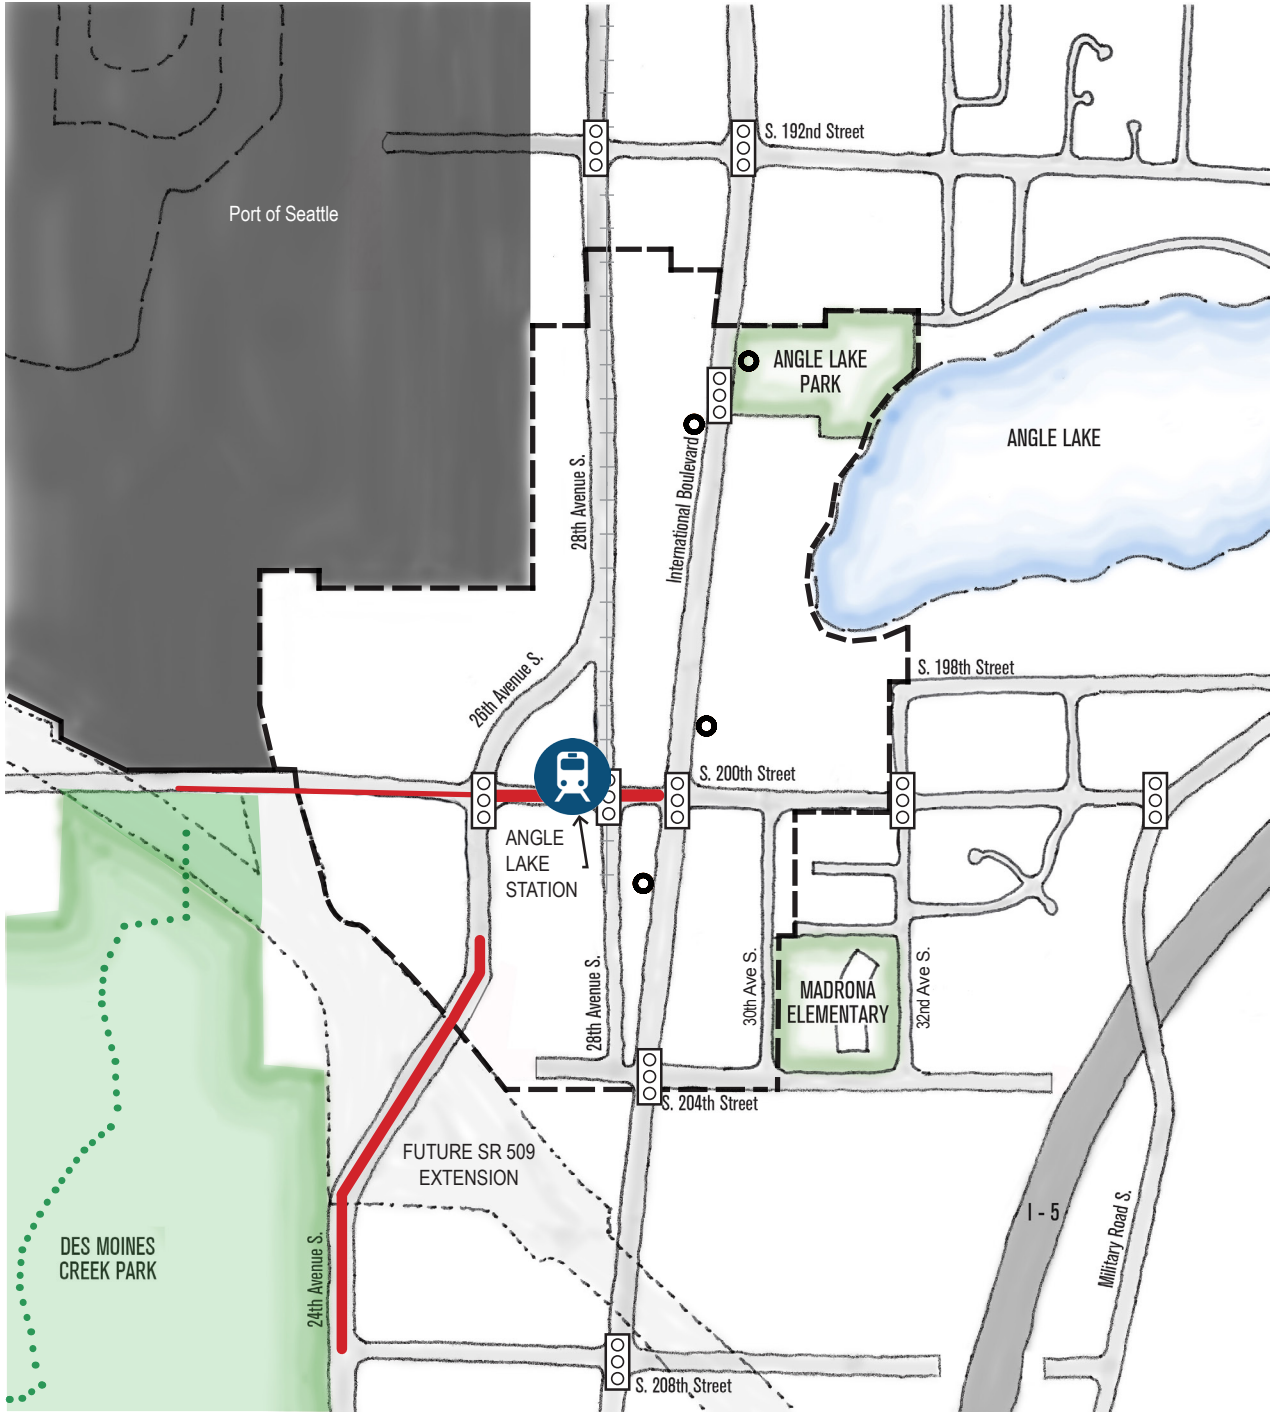 S. 192nd Street
Port of Seattle
ANGLE LAKE
PARK
ANGLE LAKE
28th Avenue S.
International Boulevard
26th Avenue S.
S. 198th Street
S. 200th Street
ANGLE
LAKE
STATION
28th Avenue S.
30th Ave S.
MADRONA
ELEMENTARY
32nd Ave S.
S. 204th Street
FUTURE SR 509
EXTENSION
DES MOINES
CREEK PARK
24th Avenue S.
I - 5
Military Road S.
S. 208th Street